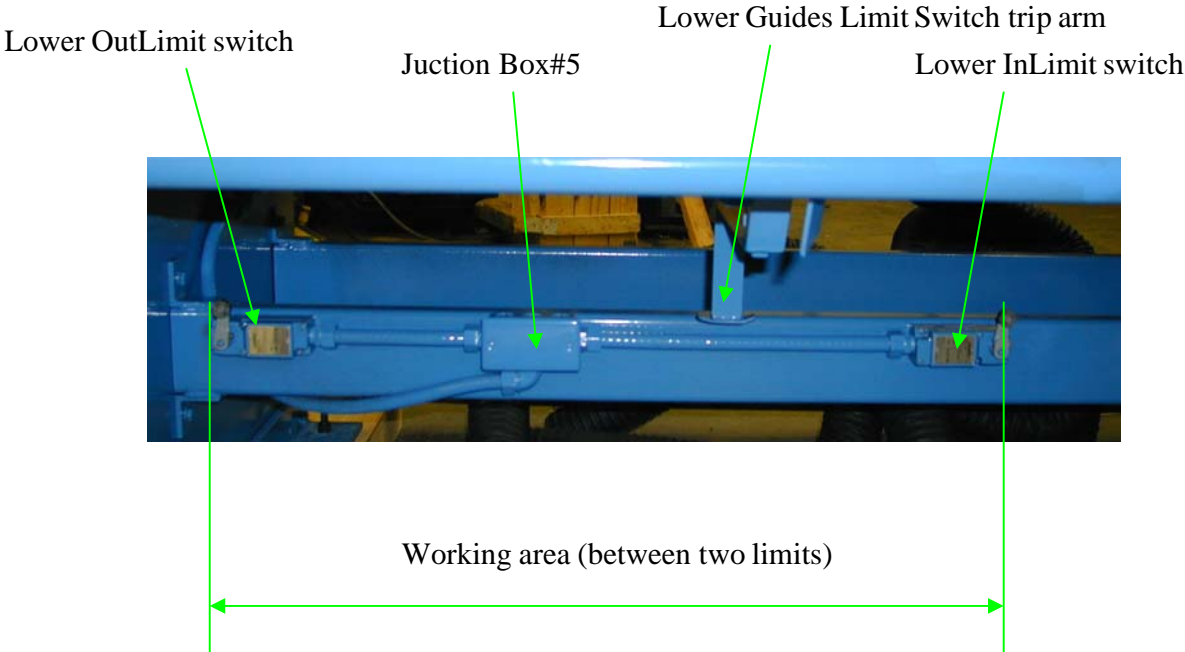 Lower Guides Limit Switch trip arm
Lower OutLimit switch
Juction Box#5
Lower InLimit switch
Working area (between two limits)